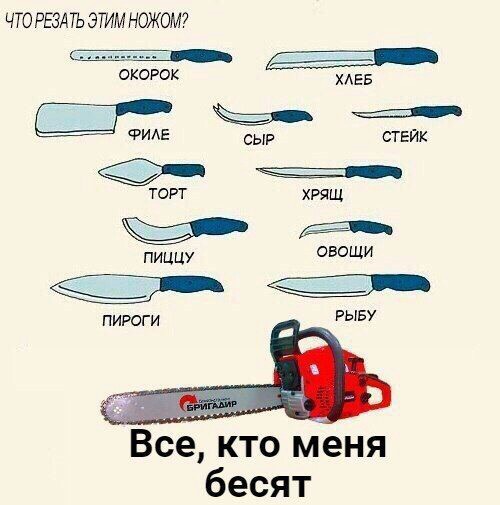 ЧТО РЕЗАТЬ ЭТИМ НОЖОМ?
ОКОРОК
ХЛЕБ
ФИЛЕ
СЫР
СТЕЙК
ТОРТ
ХРЯЩ
ПИЦЦУ
ОВОЩИ
ПИРОГИ
РЫБУ
БРИГАДИР
Все, кто меня
бесят